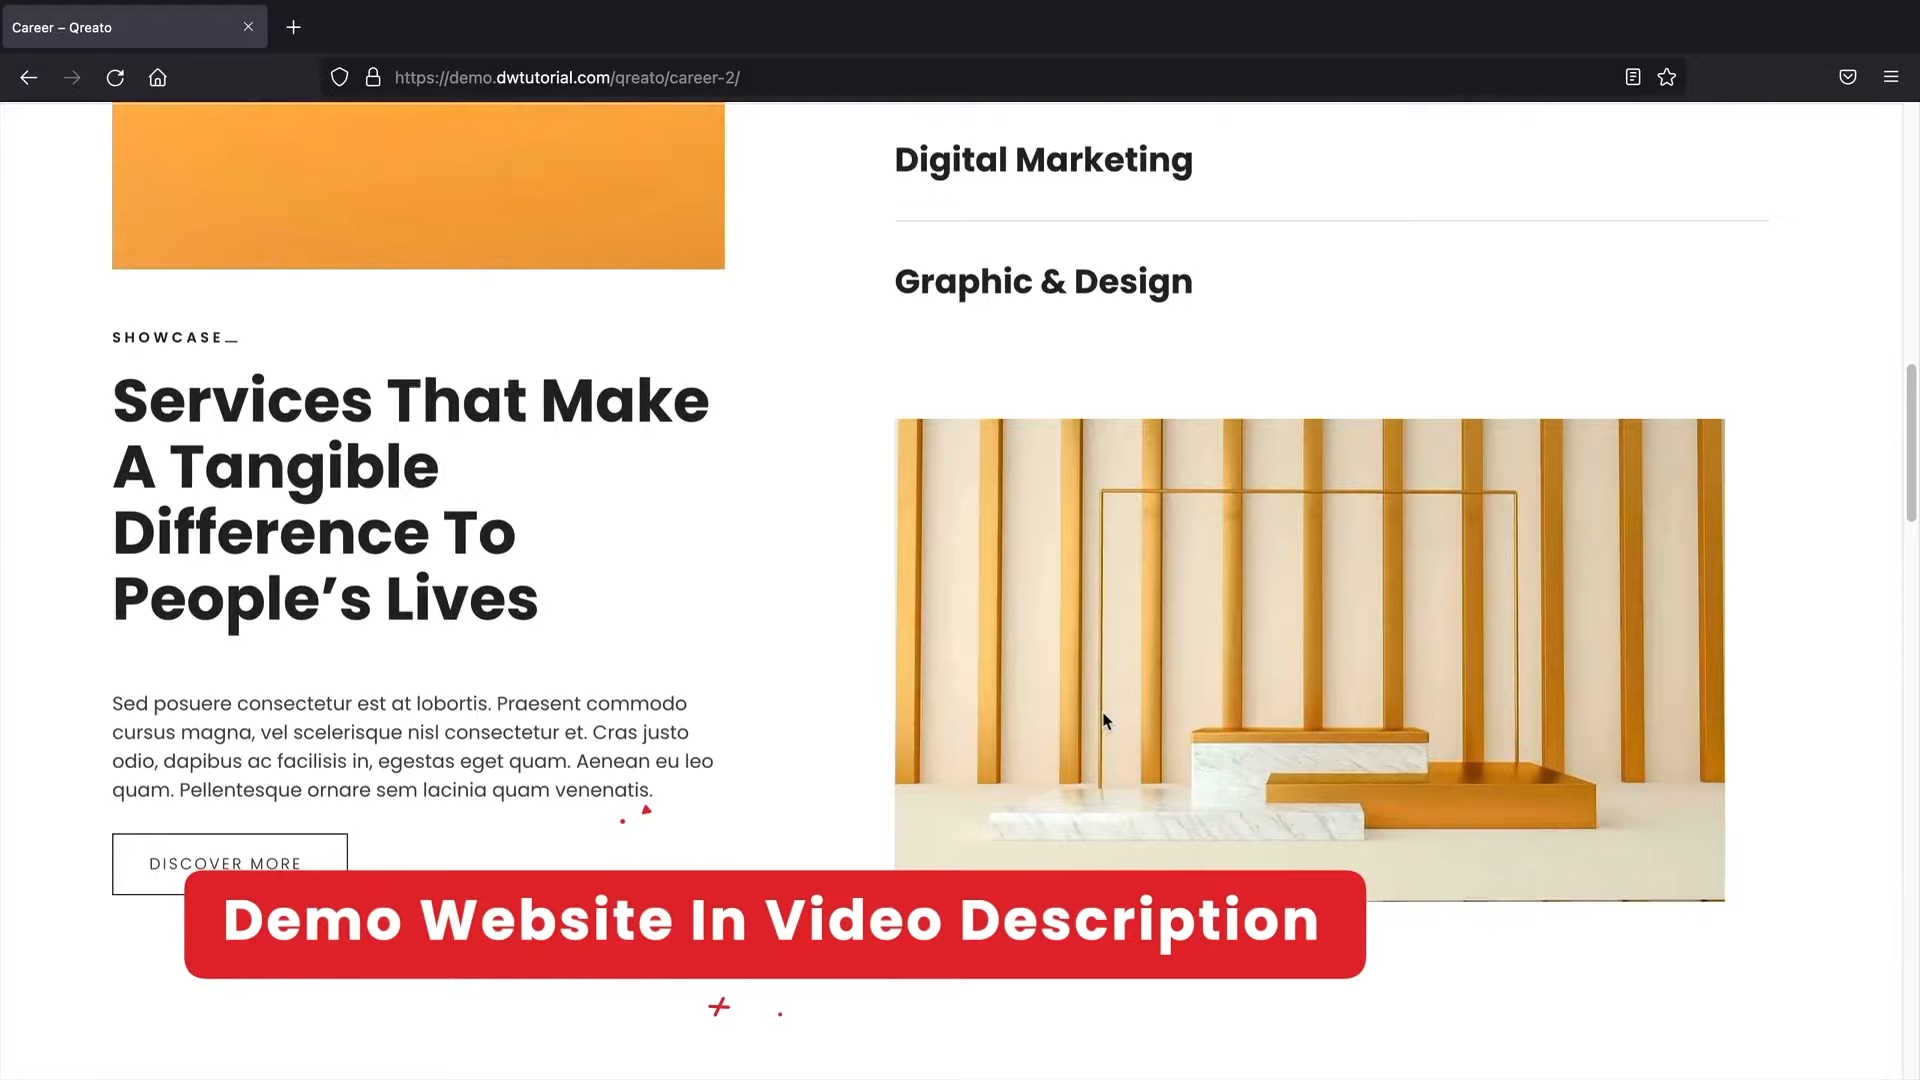 Career – Qreato
https://demo.dwtutorial.com/qreato/career-2/
Digital Marketing
Graphic & Design
SHOWCASE_
Services That Make
A Tangible
Difference To
People’s Lives
Sed posuere consectetur est at lobortis. Praesent commodo
cursus magna, vel scelerisque nisl consectetur et. Cras justo
odio, dapibus ac facilisis in, egestas eget quam. Aenean eu leo
quam. Pellentesque ornare sem lacinia quam venenatis.
DISCOVER MORE
Demo Website In Video Description